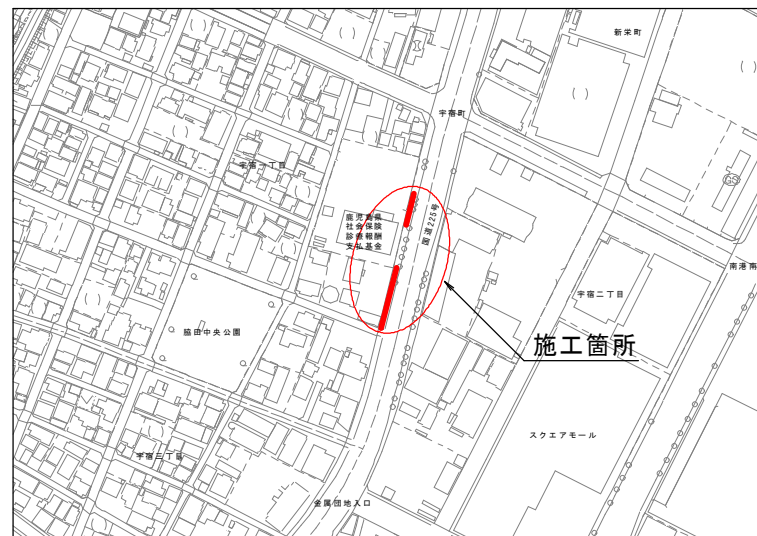 新栄町
宇宿町
宇宿一丁目
鹿児島県
社会保険
診療報酬
支払基金
国道225号
GS
南港南
宇宿二丁目
脇田中央公園
施工箇所
スクエアモール
宇宿三丁目
金属団地入口